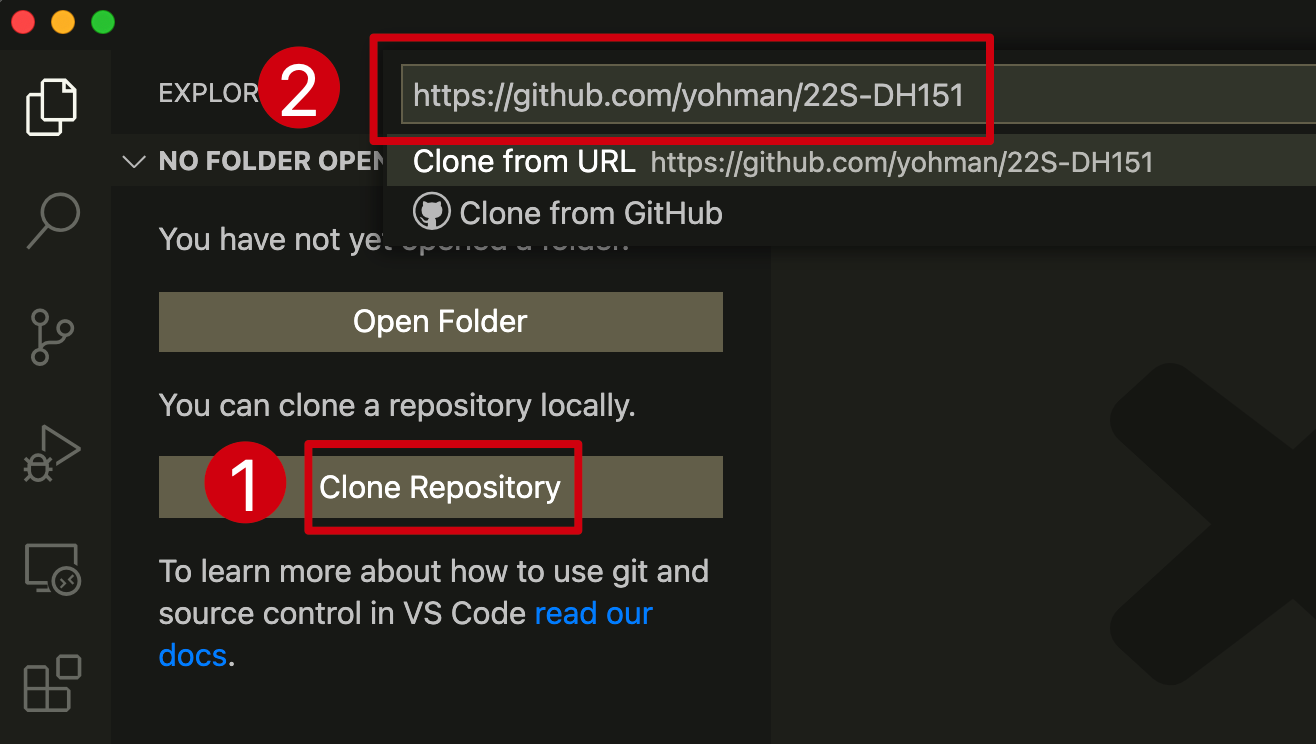 EXPLOR
2
https://github.com/yohman/22S-DH151
NO FOLDER OPEN
Clone from URL https://github.com/yohman/22S-DH151
Clone from GitHub
You have not yet opened a folder.
Open Folder
You can clone a repository locally.
1
Clone Repository
To learn more about how to use git and
source control in VS Code read our
docs.